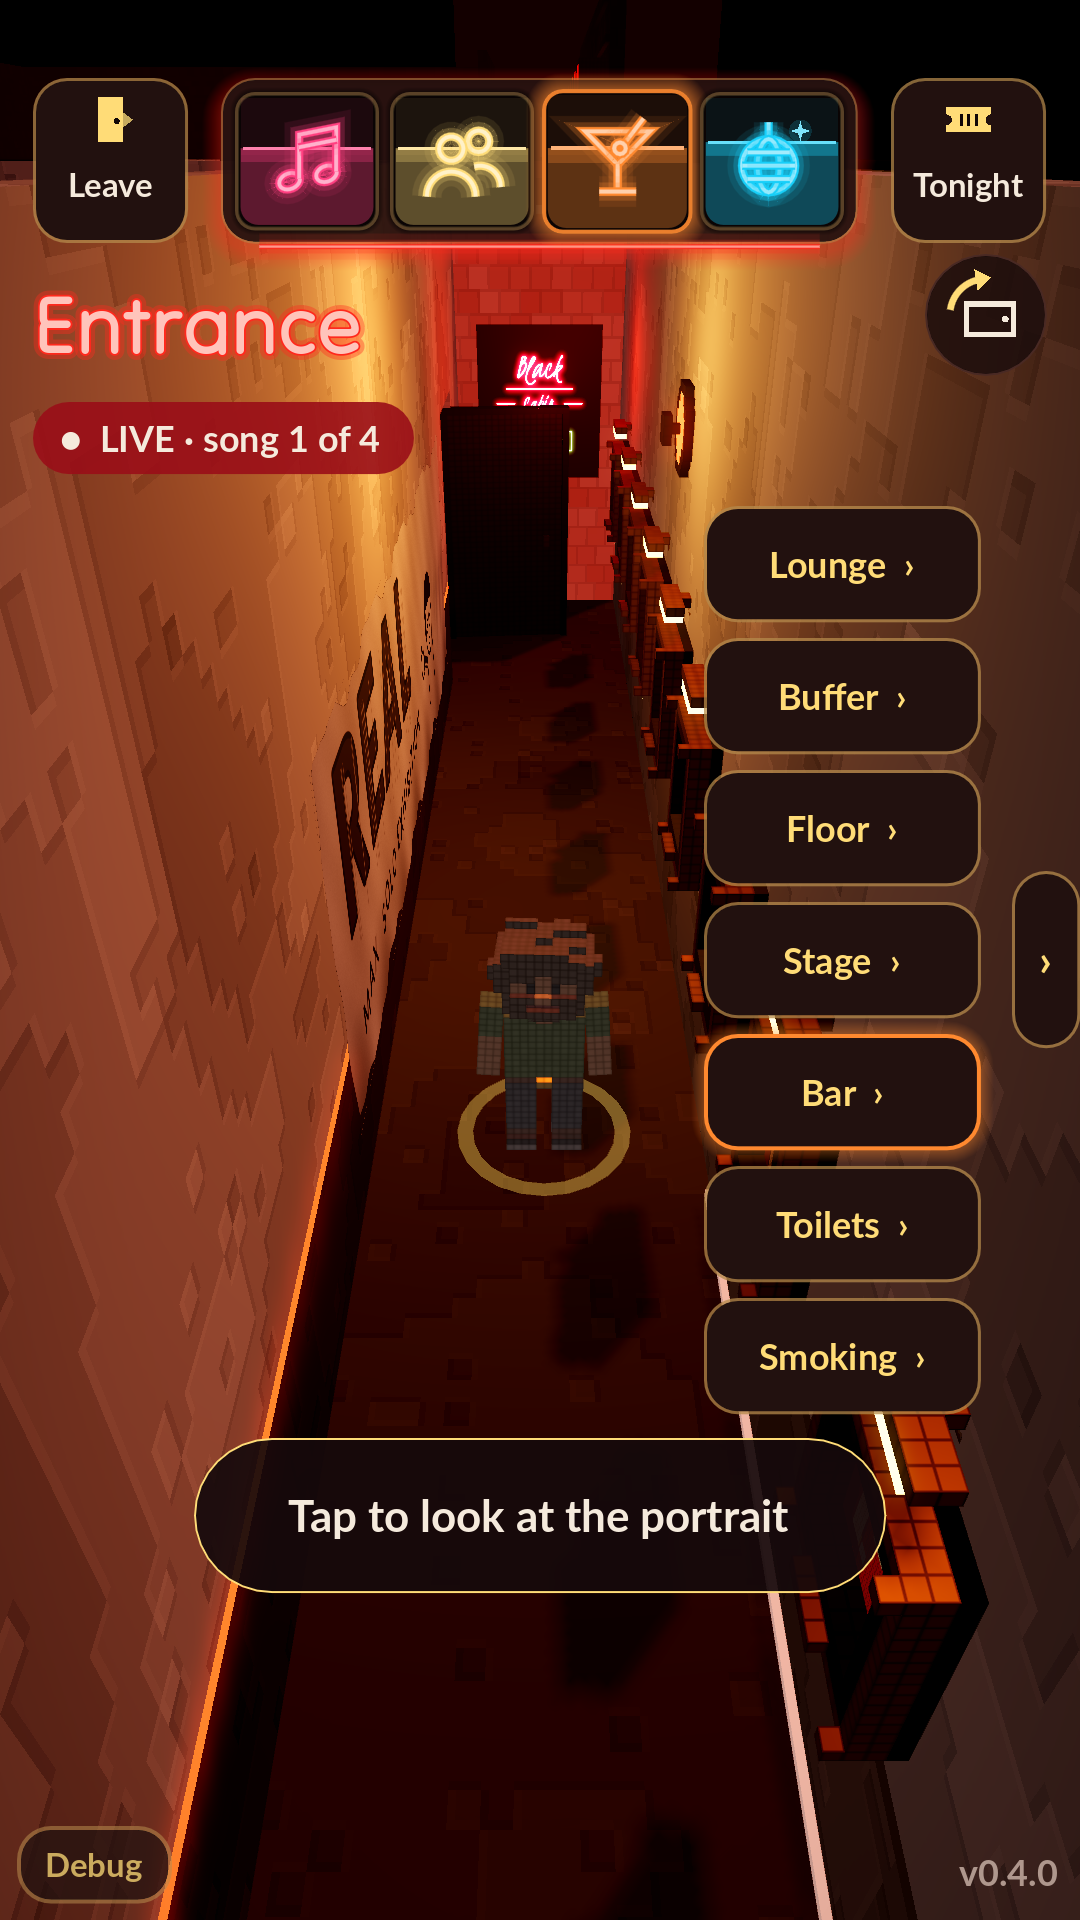 Leave
Tonight
Entrance
LIVE · song 1 of 4
Black
REAL
Lounge ›
Buffer ›
Floor ›
Stage ›
Bar ›
Toilets ›
Smoking ›
›
Tap to look at the portrait
Debug
v0.4.0